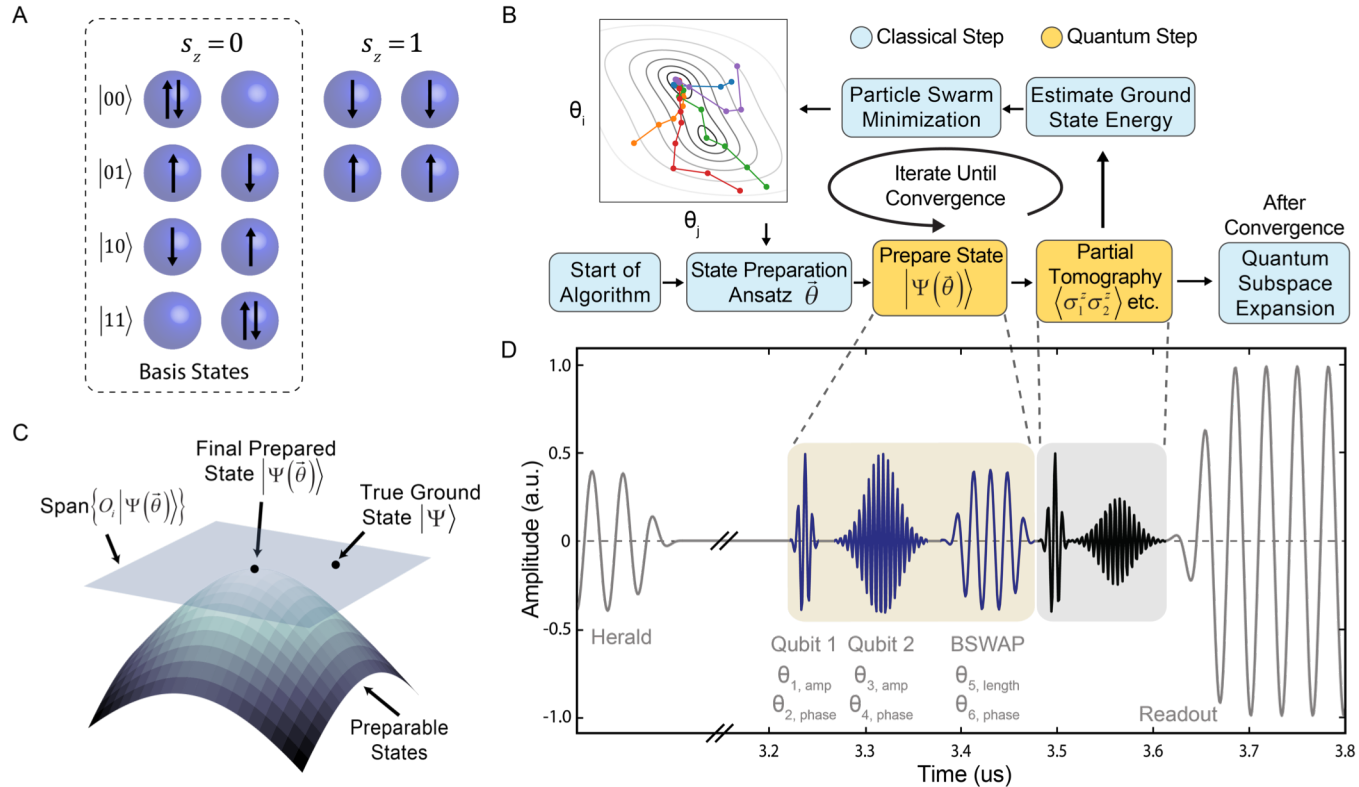 A
s_z = 0
s_z = 1
|00⟩
|01⟩
|10⟩
|11⟩
Basis States
B
Classical Step
Quantum Step
θ_i
θ_j
Particle Swarm
Minimization
Estimate Ground
State Energy
Iterate Until
Convergence
Start of
Algorithm
State Preparation
Ansatz θ⃗
Prepare State
|Ψ(θ⃗)⟩
Partial
Tomography
⟨σ₁ᶻσ₂ᶻ⟩ etc.
After
Convergence
Quantum
Subspace
Expansion
C
Final Prepared
State |Ψ(θ⃗)⟩
Span{O_i|Ψ(θ⃗)⟩}
True Ground
State |Ψ⟩
Preparable
States
D
Amplitude (a.u.)
1.0
0.5
0
-0.5
-1.0
Herald
Qubit 1
θ_1, amp
θ_2, phase
Qubit 2
θ_3, amp
θ_4, phase
BSWAP
θ_5, length
θ_6, phase
Readout
3.2 3.3 3.4 3.5 3.6 3.7 3.8
Time (us)